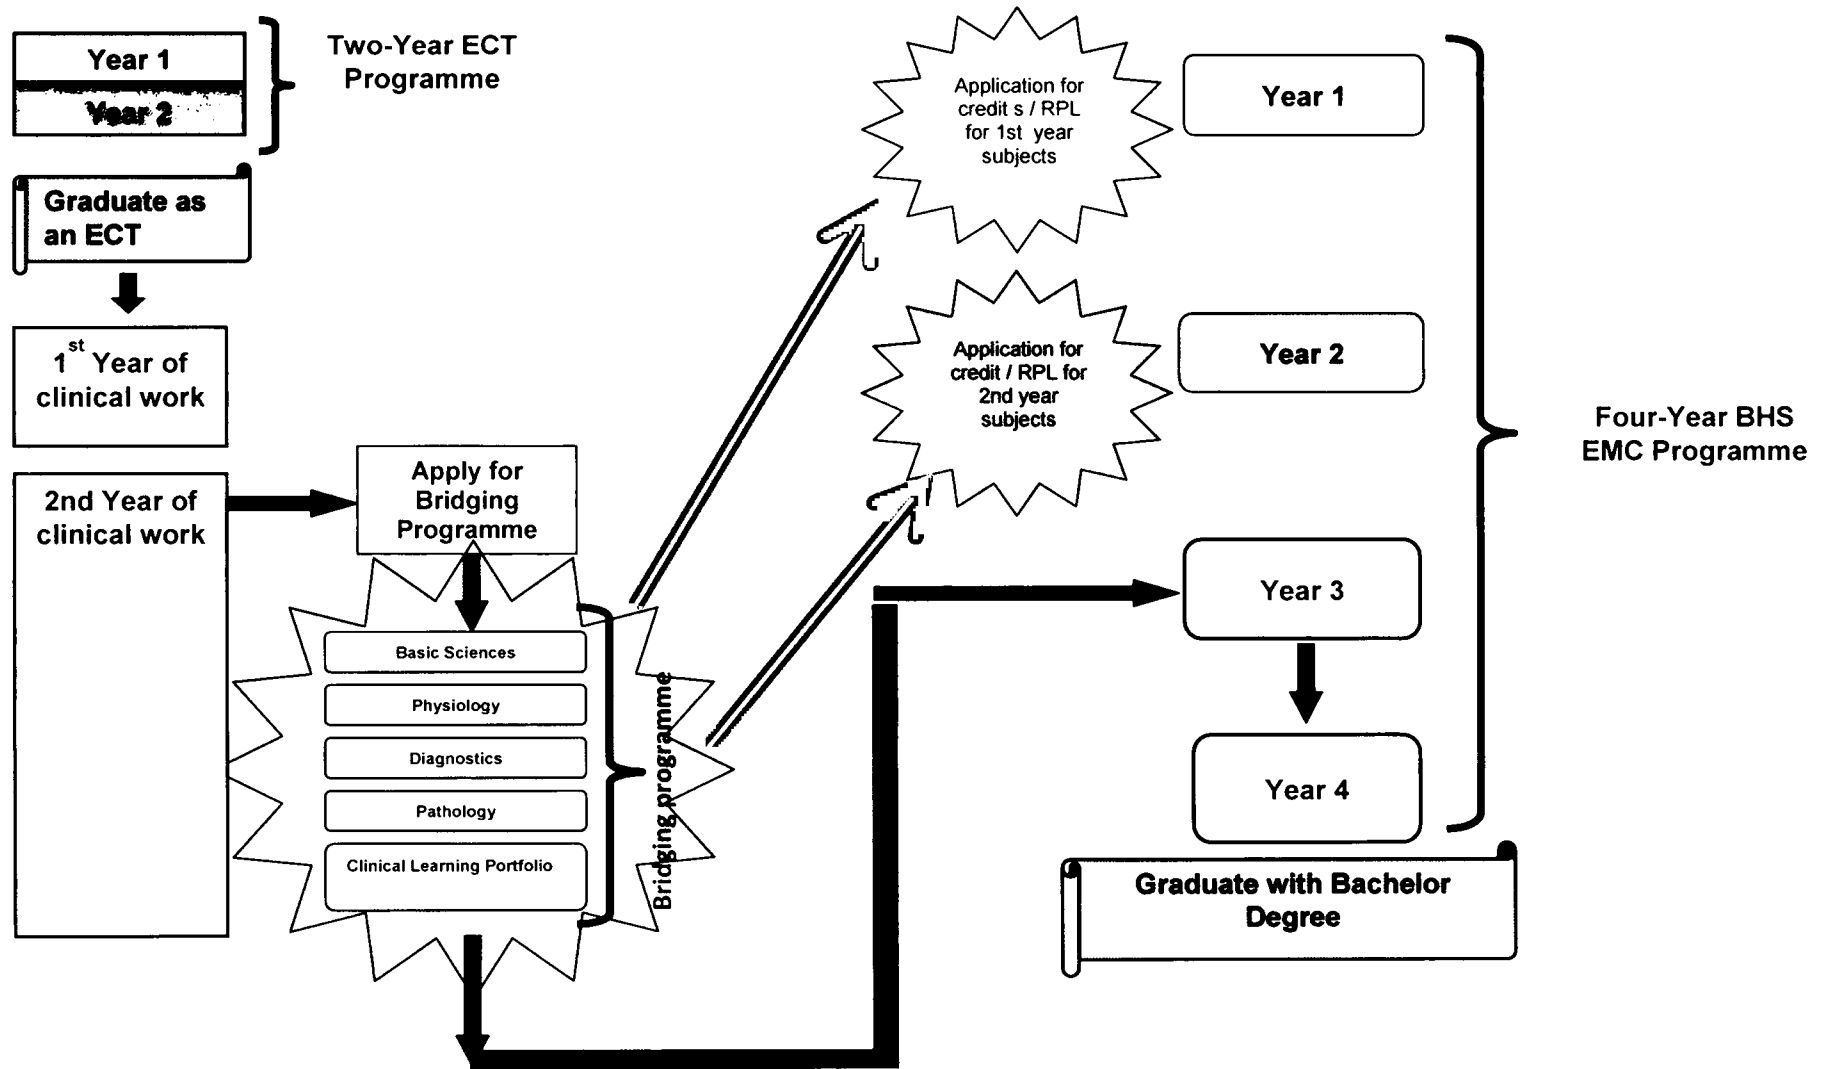 Year 1
Year 2
Two-Year ECT
Programme
Graduate as
an ECT
1st Year of
clinical work
2nd Year of
clinical work
Apply for
Bridging
Programme
Basic Sciences
Physiology
Diagnostics
Pathology
Clinical Learning Portfolio
Bridging programme
Application for
credit s / RPL
for 1st year
subjects
Year 1
Application for
credit / RPL for
2nd year
subjects
Year 2
Year 3
Year 4
Four-Year BHS
EMC Programme
Graduate with Bachelor
Degree